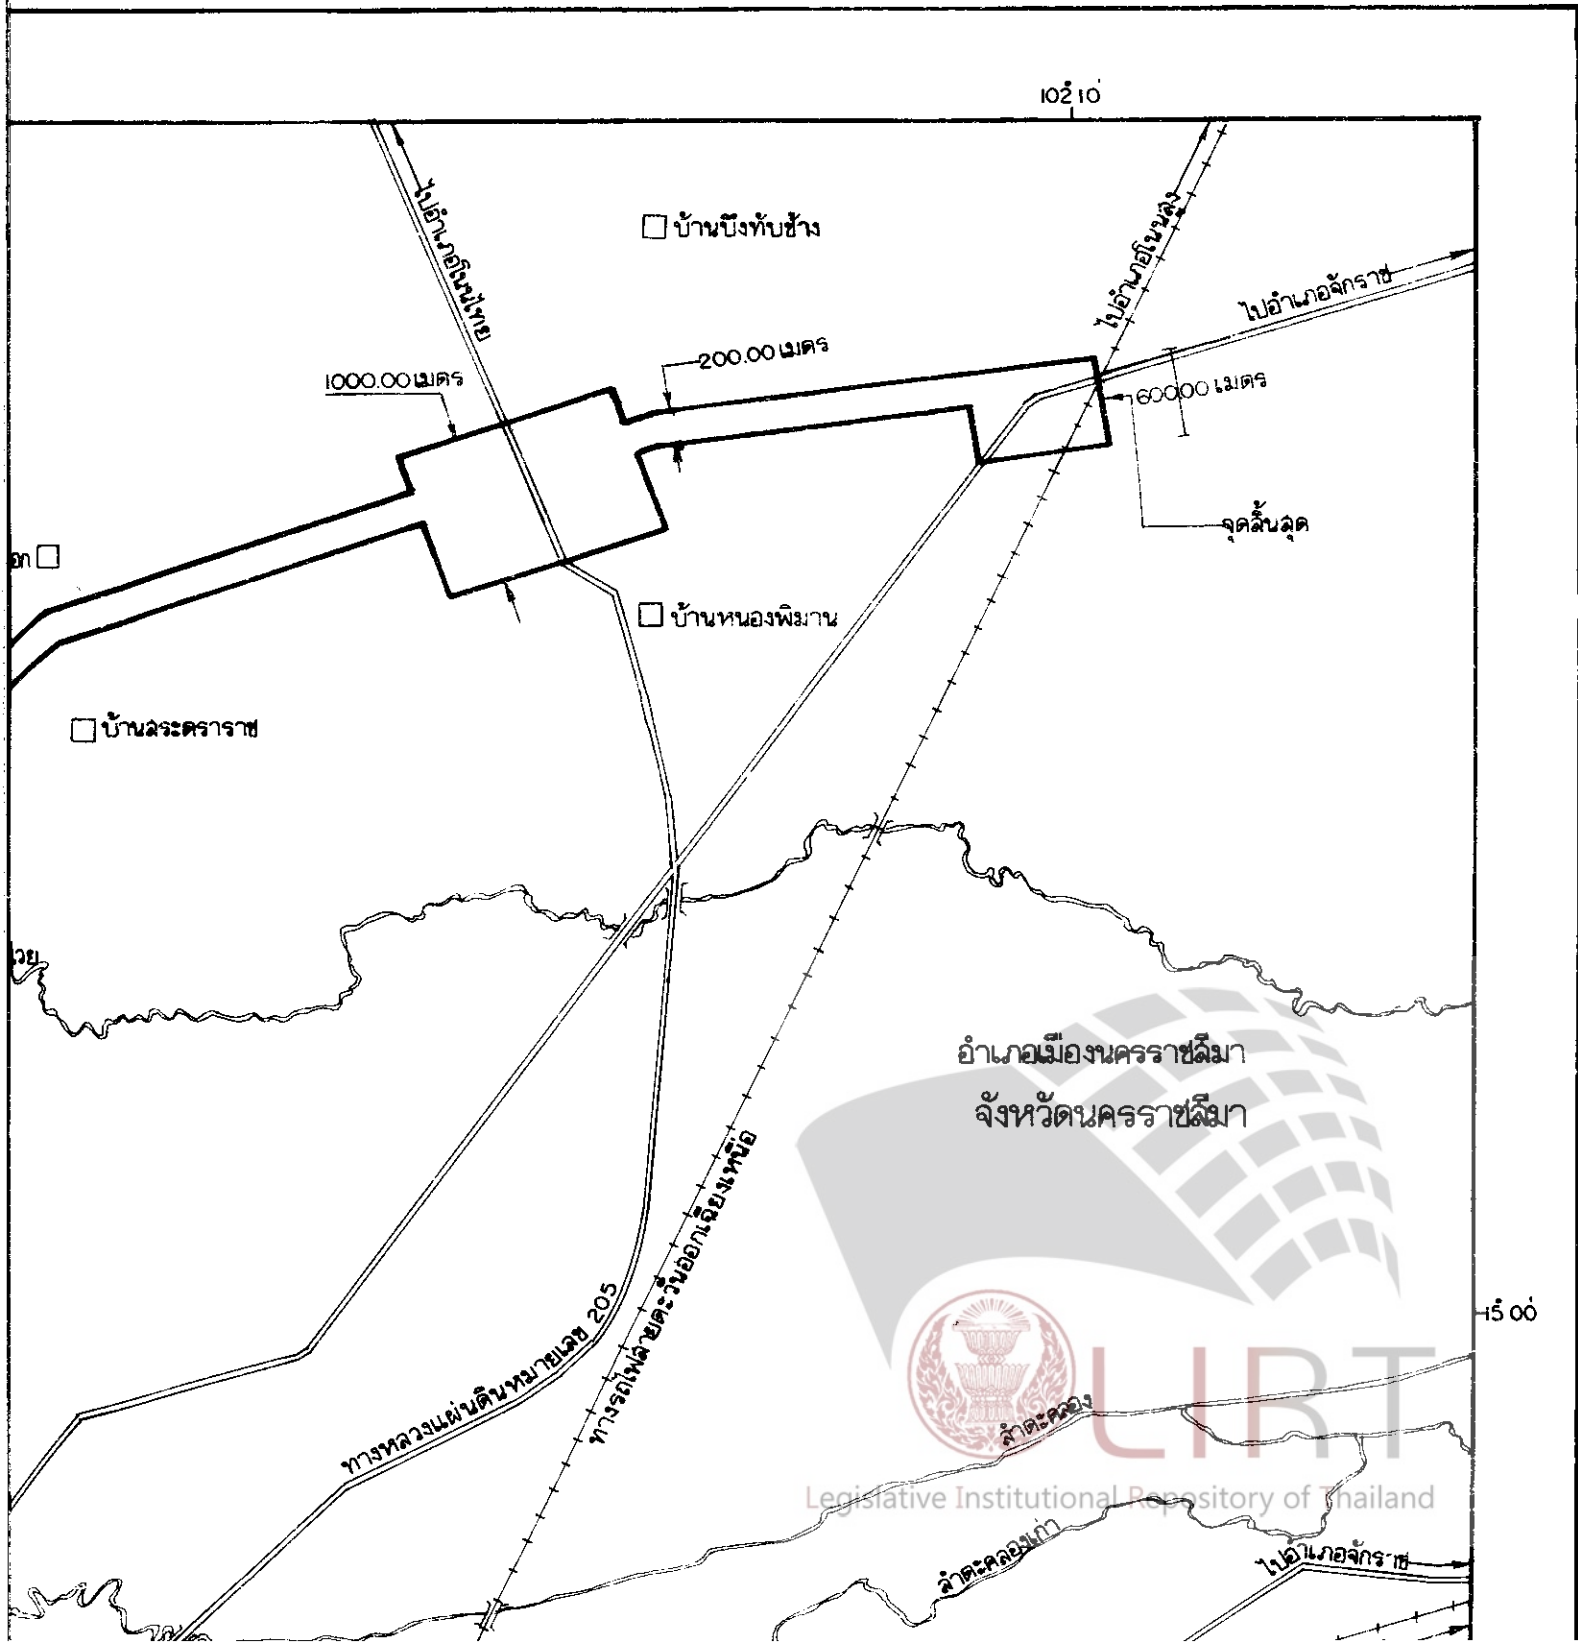 102° 10'
ไปอำเภอโนนไทย
บ้านบึงทับช้าง
ไปอำเภอโนนสูง
ไปอำเภอจักราช
200.00 เมตร
1000.00 เมตร
600.00 เมตร
จุดสิ้นสุด
บ้านหนองพิมาน
บ้านสระตราราช
อำเภอเมืองนครราชสีมา
จังหวัดนครราชสีมา
ทางรถไฟสายตะวันออกเฉียงเหนือ
ทางหลวงแผ่นดินหมายเลข 205
15° 00'
ลำตะคลอง
LIRT
Legislative Institutional Repository of Thailand
ลำตะคลองเก่า
ไปอำเภอจักราช